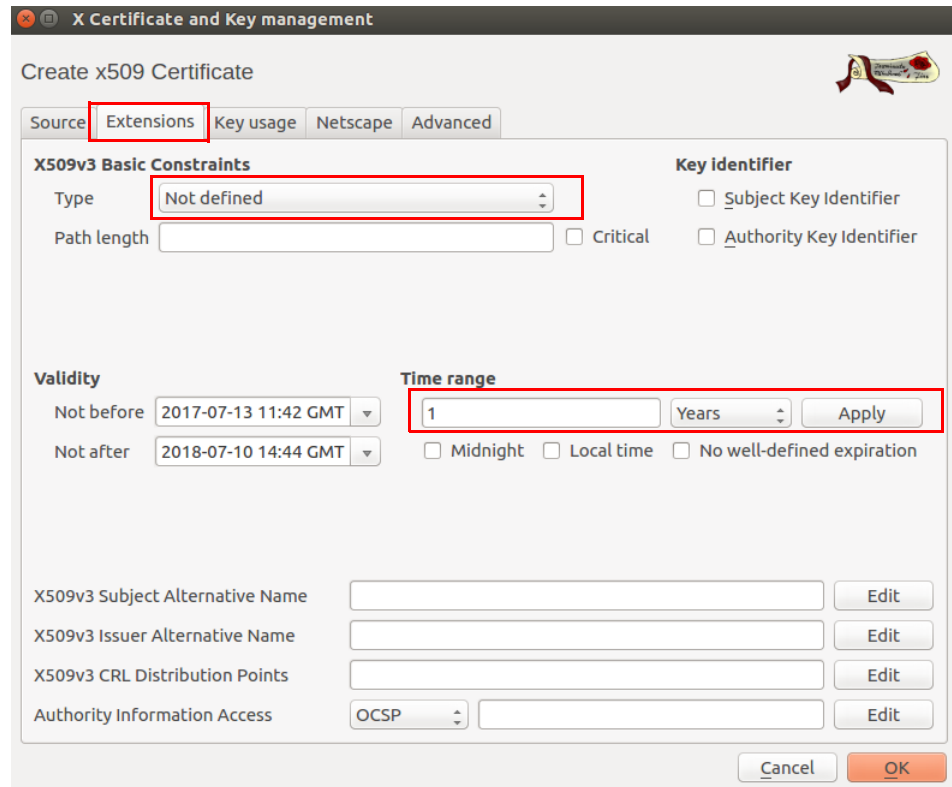 X Certificate and Key management
Create x509 Certificate
Source Extensions Key usage Netscape Advanced
X509v3 Basic Constraints
Key identifier
Type Not defined
Subject Key Identifier
Path length
Critical
Authority Key Identifier
Validity
Time range
Not before 2017-07-13 11:42 GMT
1 Years Apply
Not after 2018-07-10 14:44 GMT
Midnight Local time No well-defined expiration
X509v3 Subject Alternative Name Edit
X509v3 Issuer Alternative Name Edit
X509v3 CRL Distribution Points Edit
Authority Information Access OCSP Edit
Cancel OK